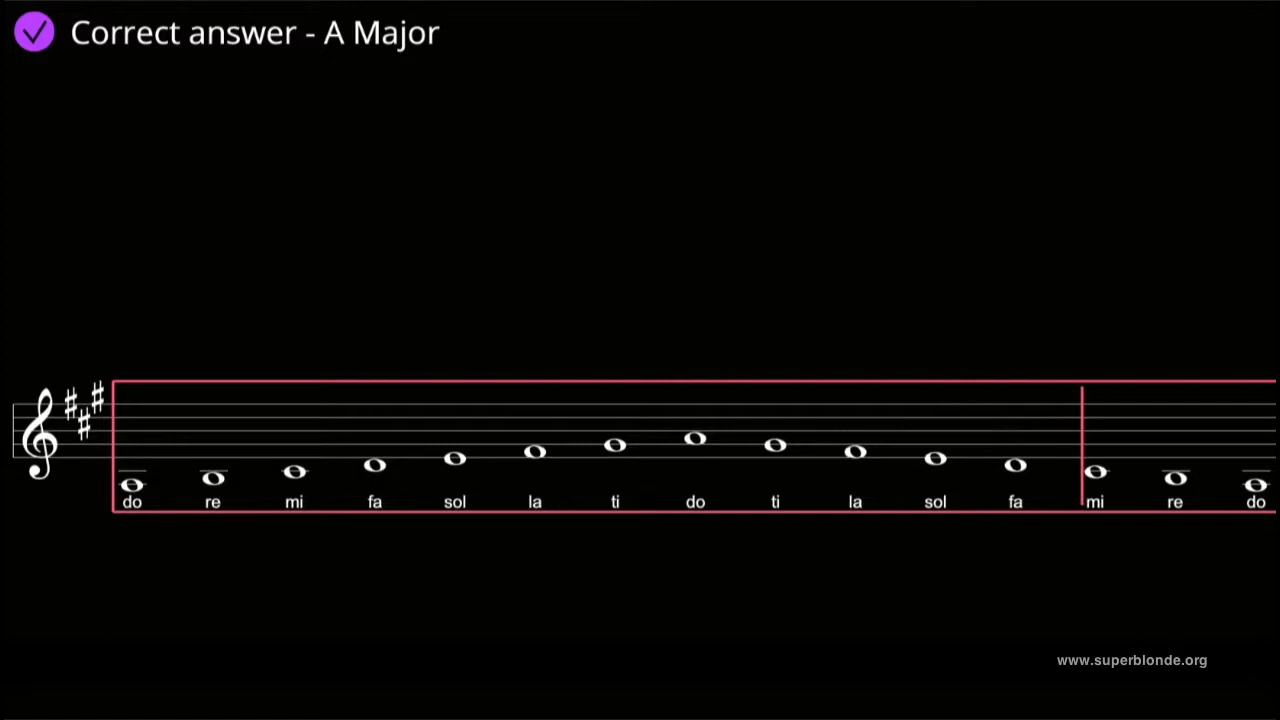 Correct answer - A Major
do re mi fa sol la ti do ti la sol fa mi re do
www.superblonde.org